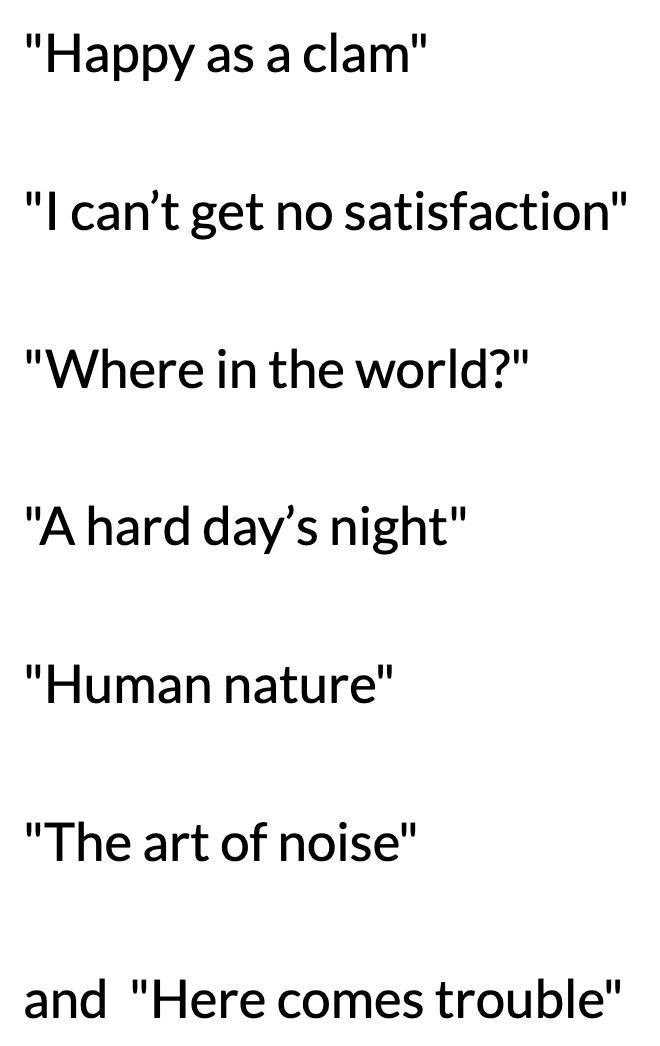 "Happy as a clam"
"I can’t get no satisfaction"
"Where in the world?"
"A hard day’s night"
"Human nature"
"The art of noise"
and  "Here comes trouble"